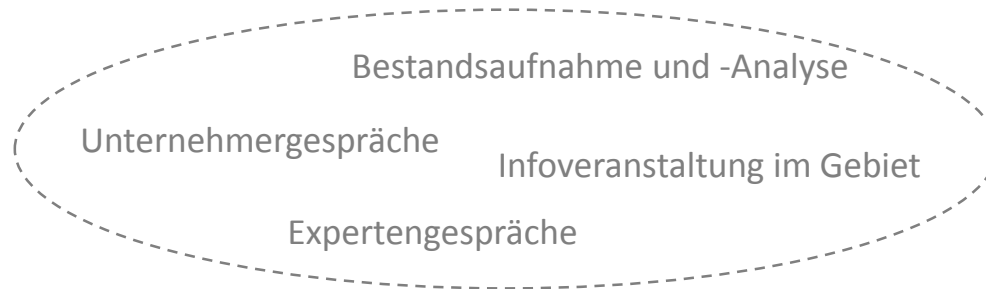 Bestandsaufnahme und -Analyse
Unternehmergespräche
Infoveranstaltung im Gebiet
Expertengespräche